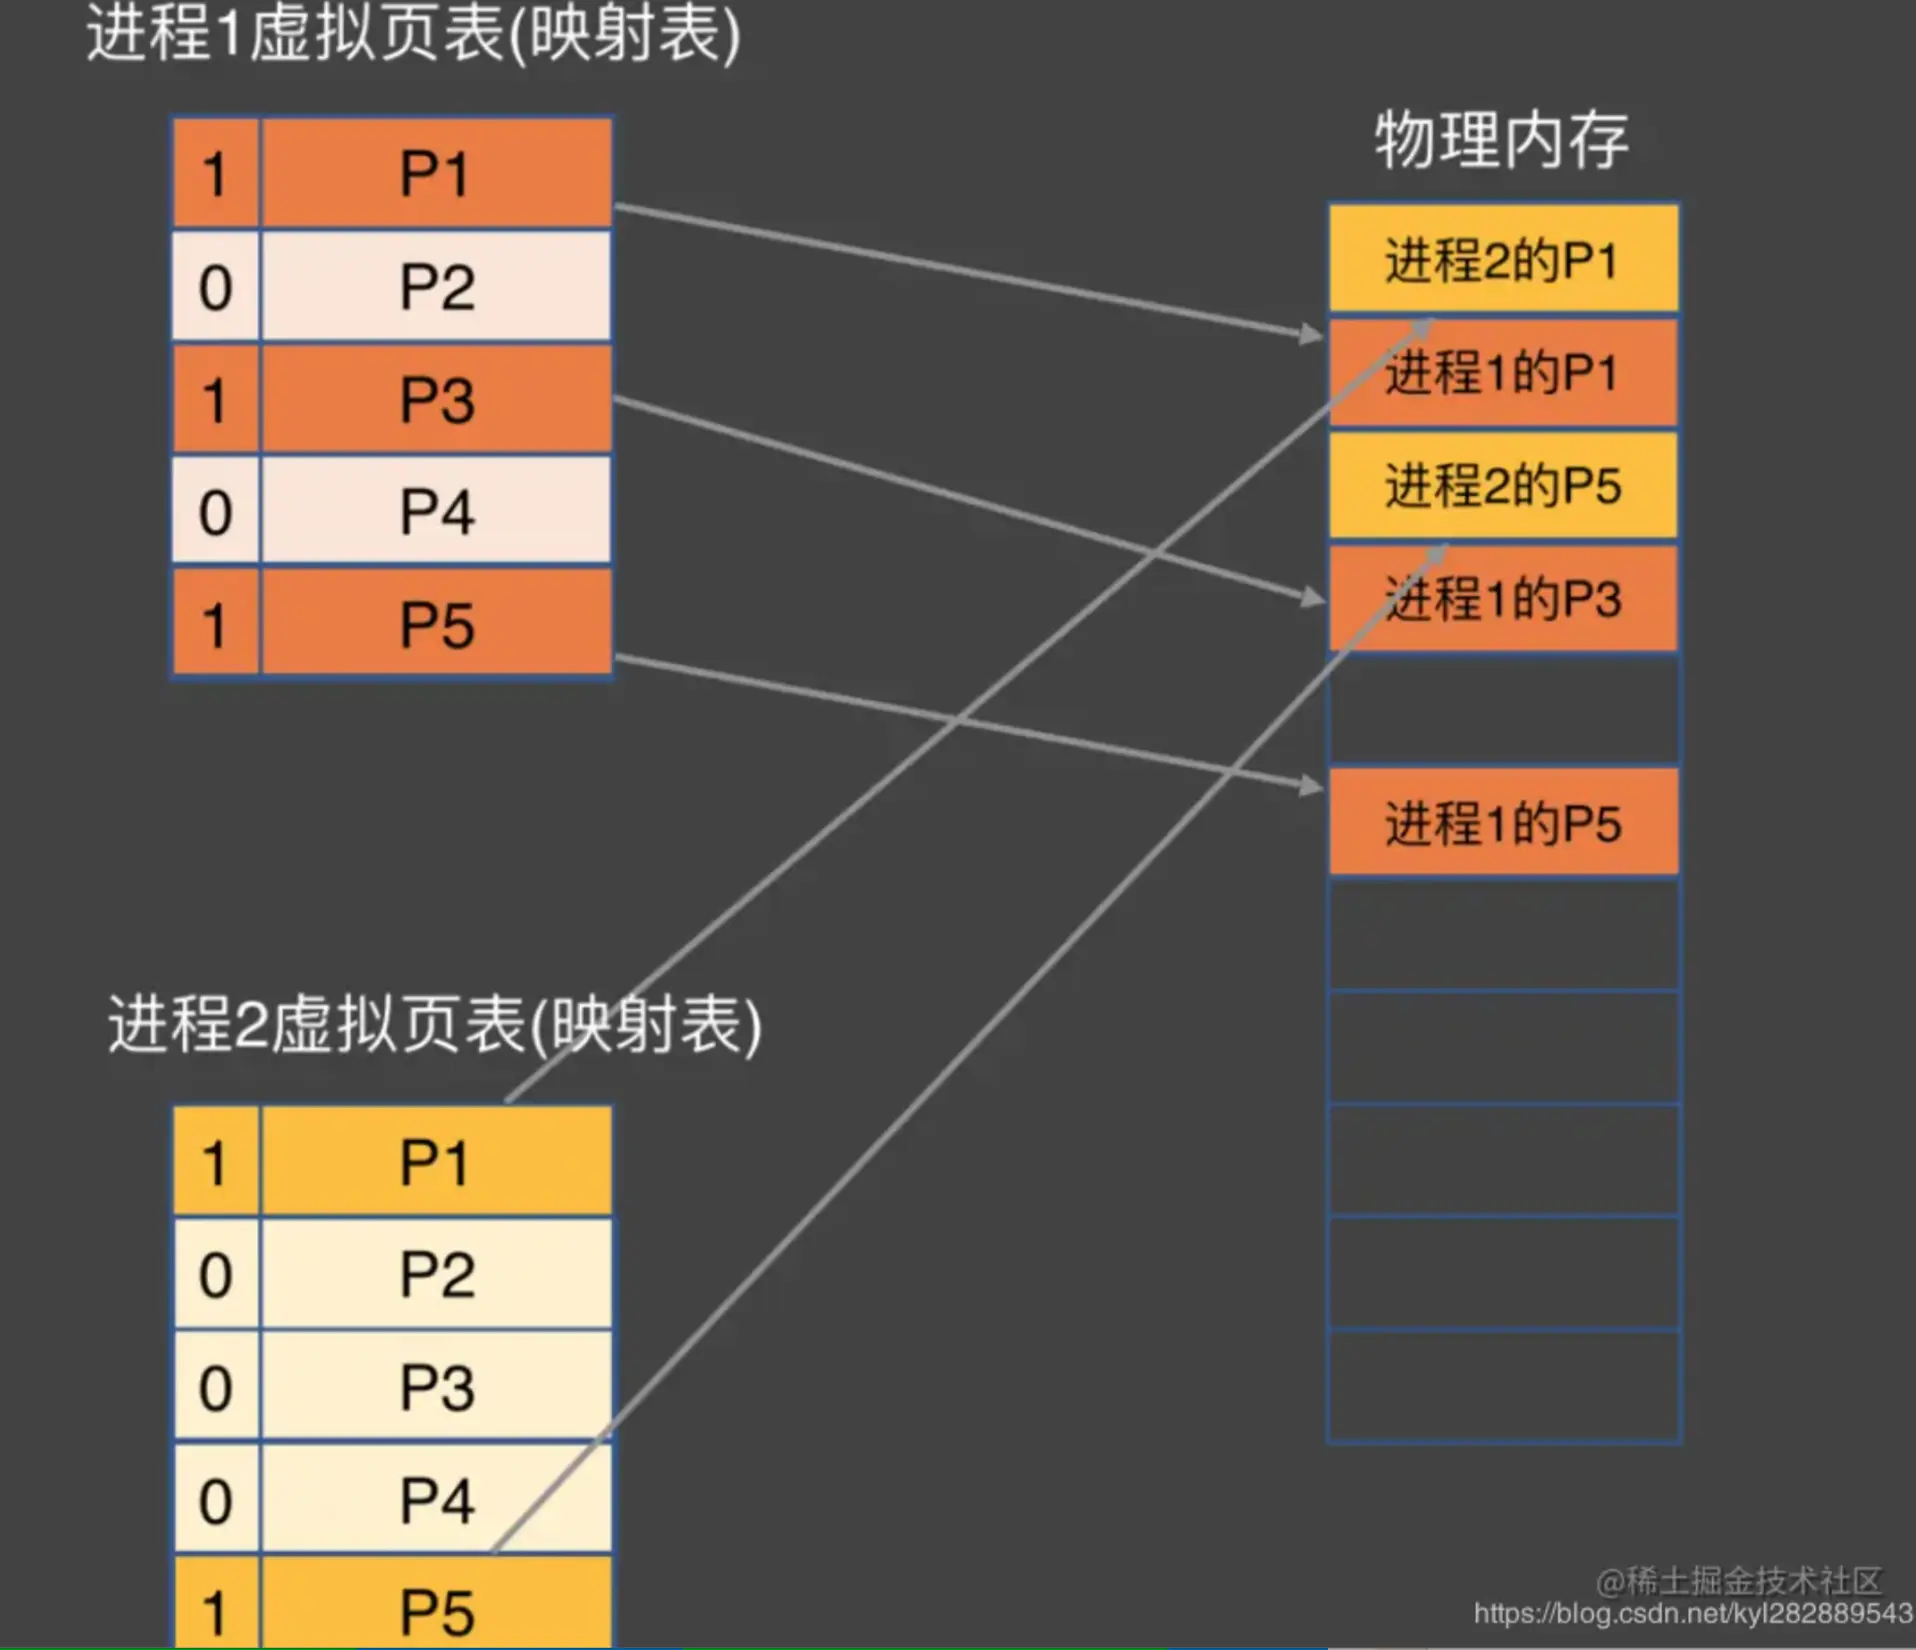 进程1虚拟页表(映射表)
1 P1
0 P2
1 P3
0 P4
1 P5
物理内存
进程2的P1
进程1的P1
进程2的P5
进程1的P3
进程1的P5
进程2虚拟页表(映射表)
1 P1
0 P2
0 P3
0 P4
1 P5
@稀土掘金技术社区
https://blog.csdn.net/kyl282889543